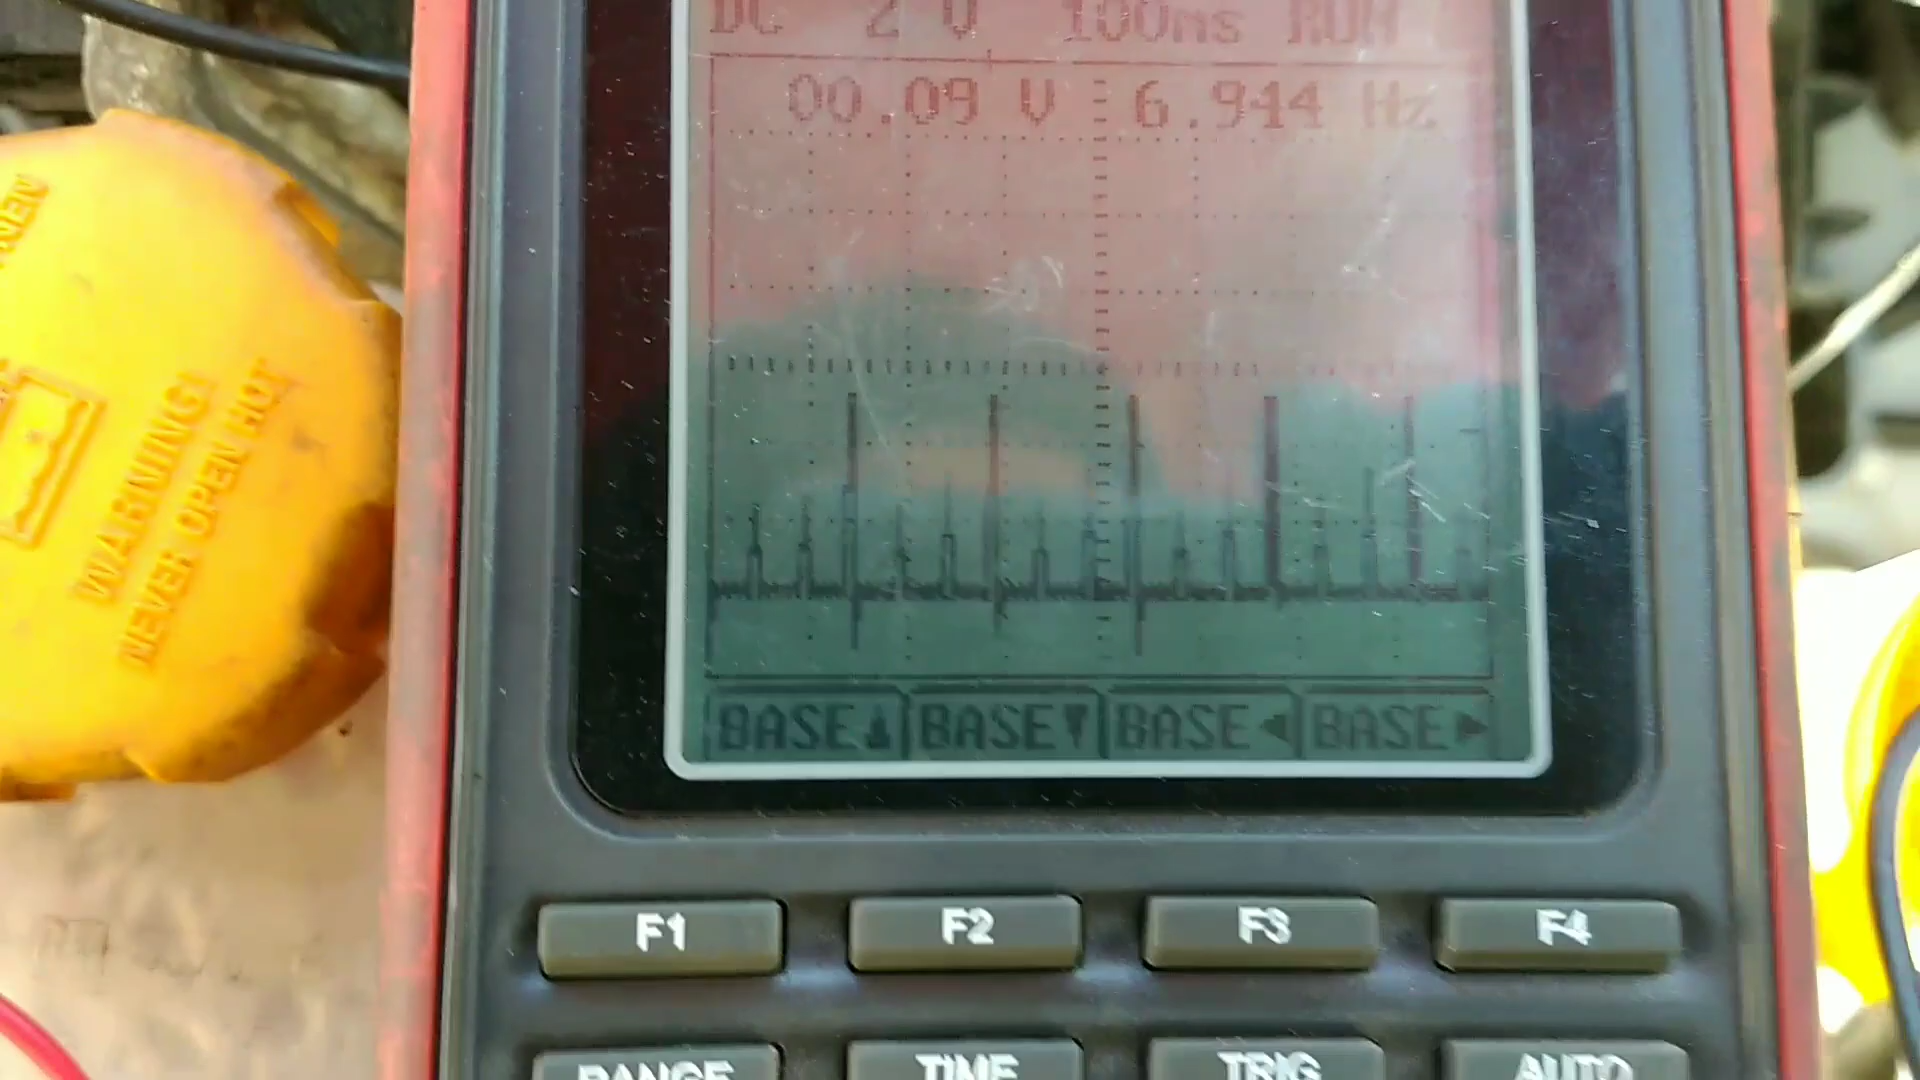 DC 2 V 100ms RUN
00.09 V 6.944 Hz
BASE▲ BASE▼ BASE◀ BASE▶
F1 F2 F3 F4
RANGE TIME TRIG AUTO
WARNING!
NEVER OPEN HOT